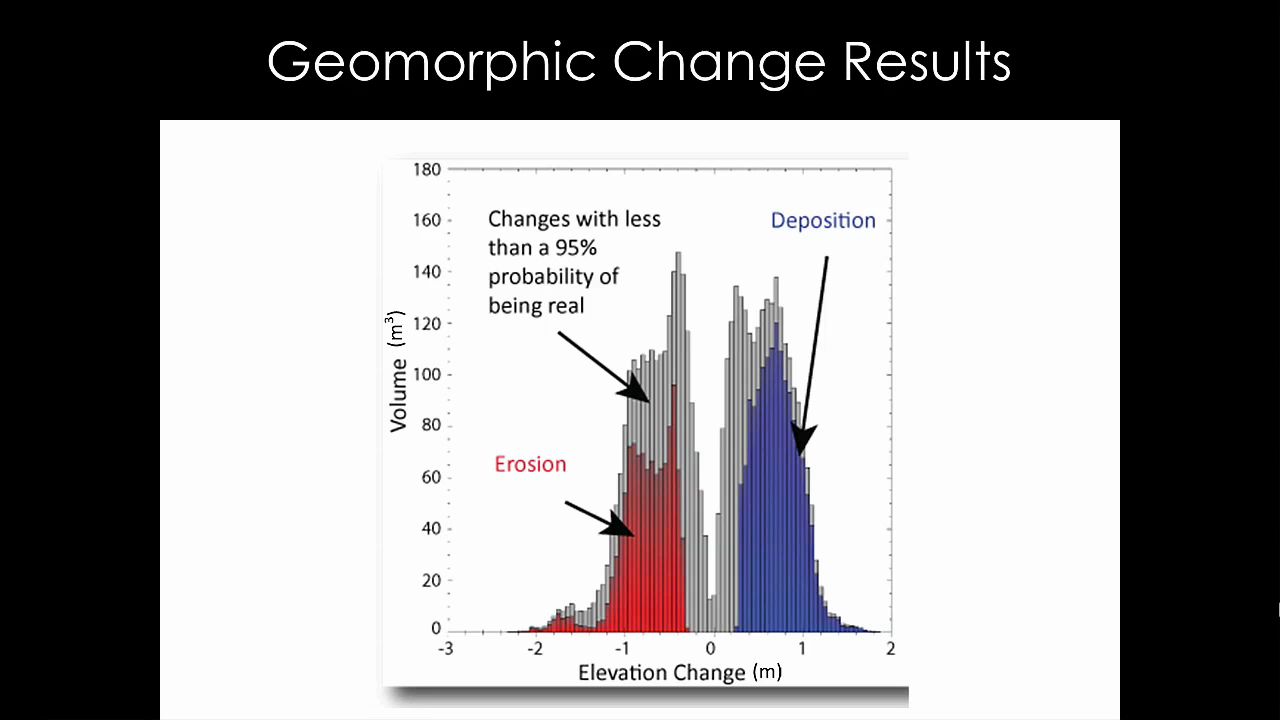 Geomorphic Change Results
180
160
140
120
100
80
60
40
20
0
Volume (m³)
Changes with less
than a 95%
probability of
being real
Deposition
Erosion
-3 -2 -1 0 1 2
Elevation Change (m)